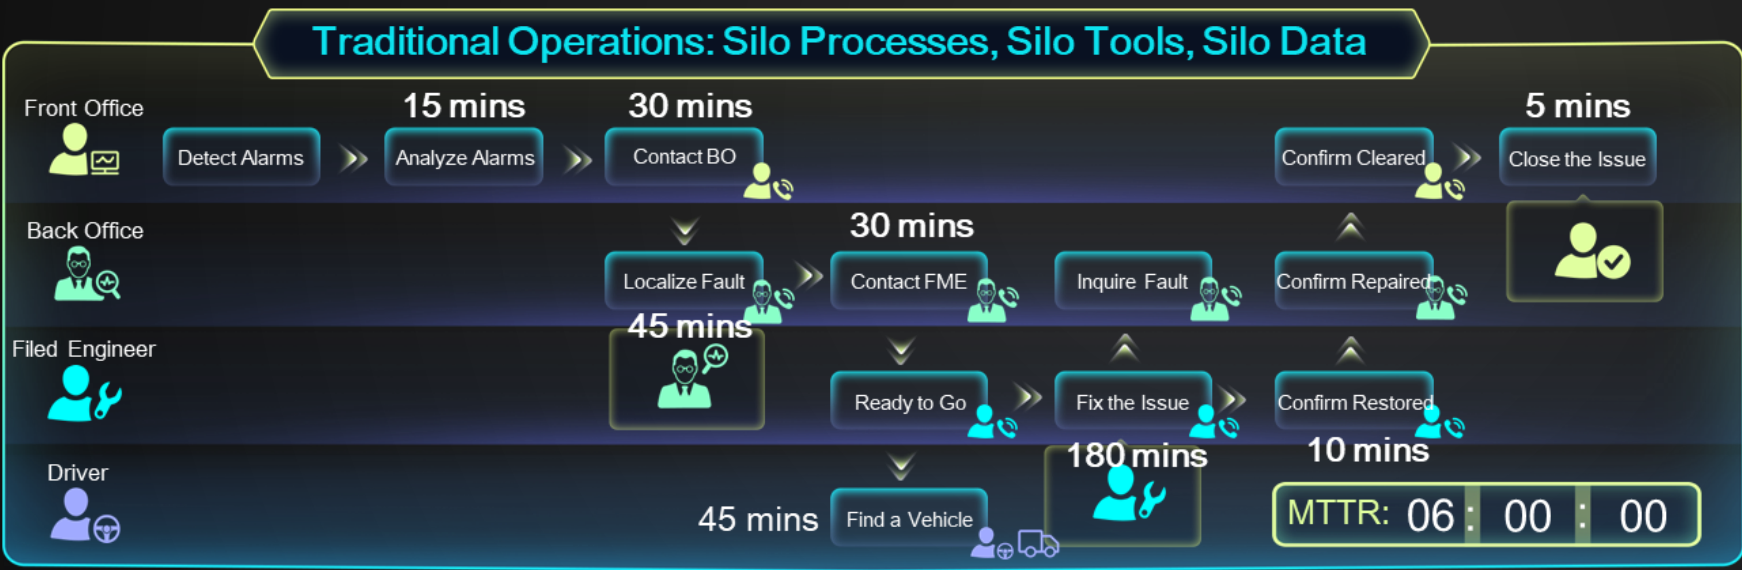 Traditional Operations: Silo Processes, Silo Tools, Silo Data
Front Office
15 mins
30 mins
5 mins
Detect Alarms
Analyze Alarms
Contact BO
Confirm Cleared
Close the Issue
Back Office
30 mins
Localize Fault
Contact FME
Inquire Fault
Confirm Repaired
45 mins
Filed Engineer
Ready to Go
Fix the Issue
Confirm Restored
180 mins
10 mins
Driver
45 mins
Find a Vehicle
MTTR: 06 : 00 : 00